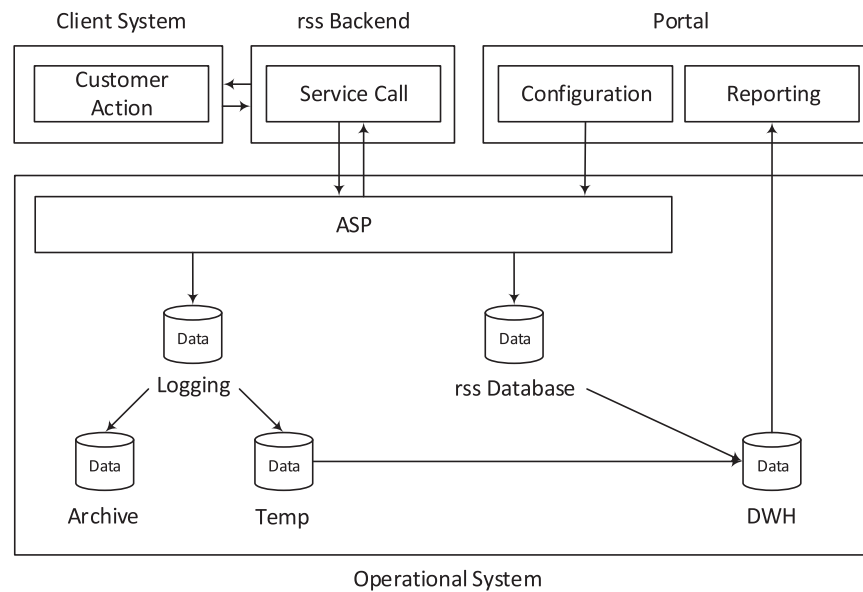 Client System
rss Backend
Portal
Customer
Action
Service Call
Configuration
Reporting
ASP
Data
Data
Logging
rss Database
Data
Data
Data
Archive
Temp
DWH
Operational System